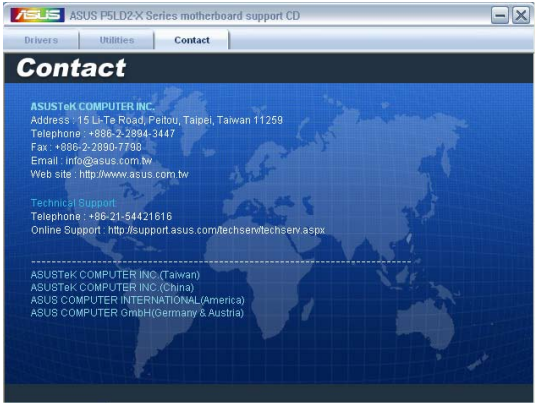 ASUS ASUS P5LD2-X Series motherboard support CD
Drivers Utilities Contact
Contact
ASUSTeK COMPUTER INC.
Address : 15 Li-Te Road, Peitou, Taipei, Taiwan 11259
Telephone : +886-2-2894-3447
Fax : +886-2-2890-7798
Email : info@asus.com.tw
Web site : http://www.asus.com.tw
Technical Support
Telephone : +86-21-54421616
Online Support : http://support.asus.com/techserv/techserv.aspx
--------------------------------------------------------------------------------
ASUSTeK COMPUTER INC.(Taiwan)
ASUSTeK COMPUTER INC.(China)
ASUS COMPUTER INTERNATIONAL(America)
ASUS COMPUTER GmbH(Germany & Austria)